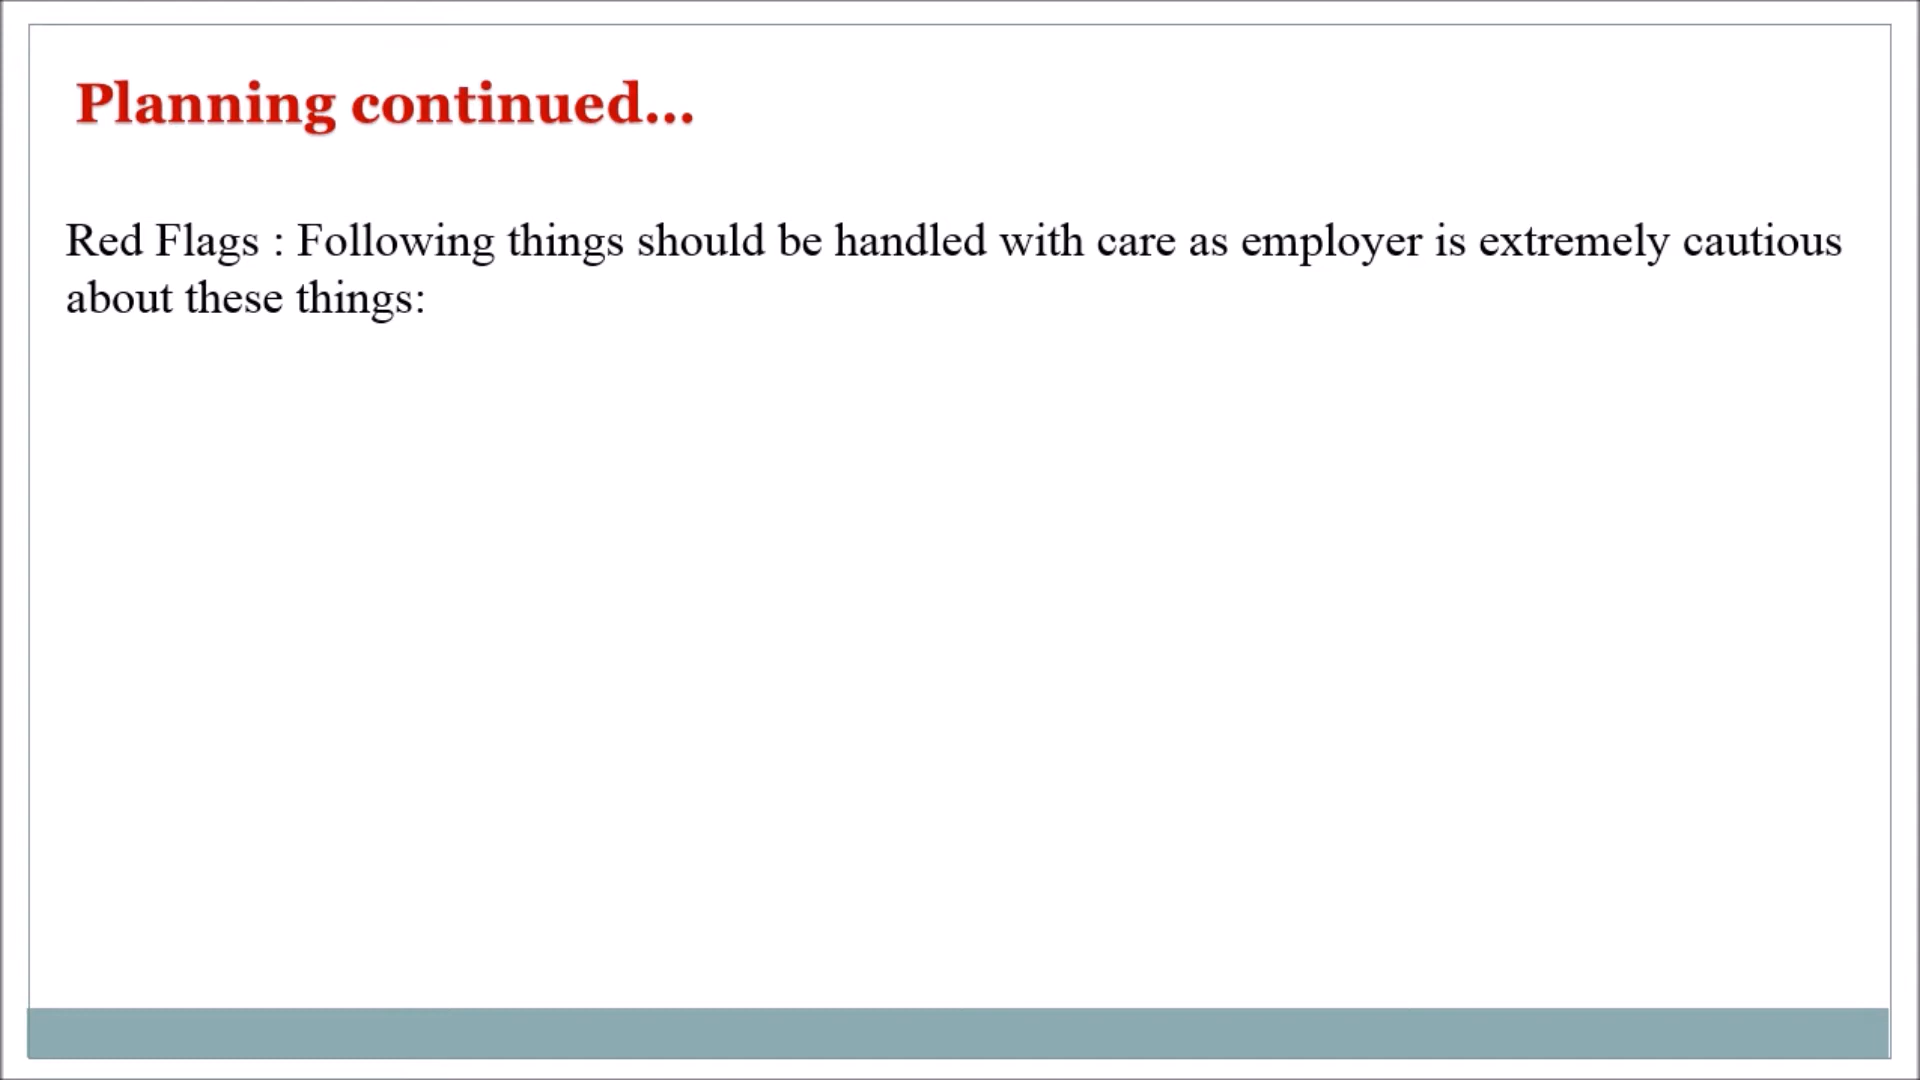 Planning continued...
Red Flags : Following things should be handled with care as employer is extremely cautious
about these things: